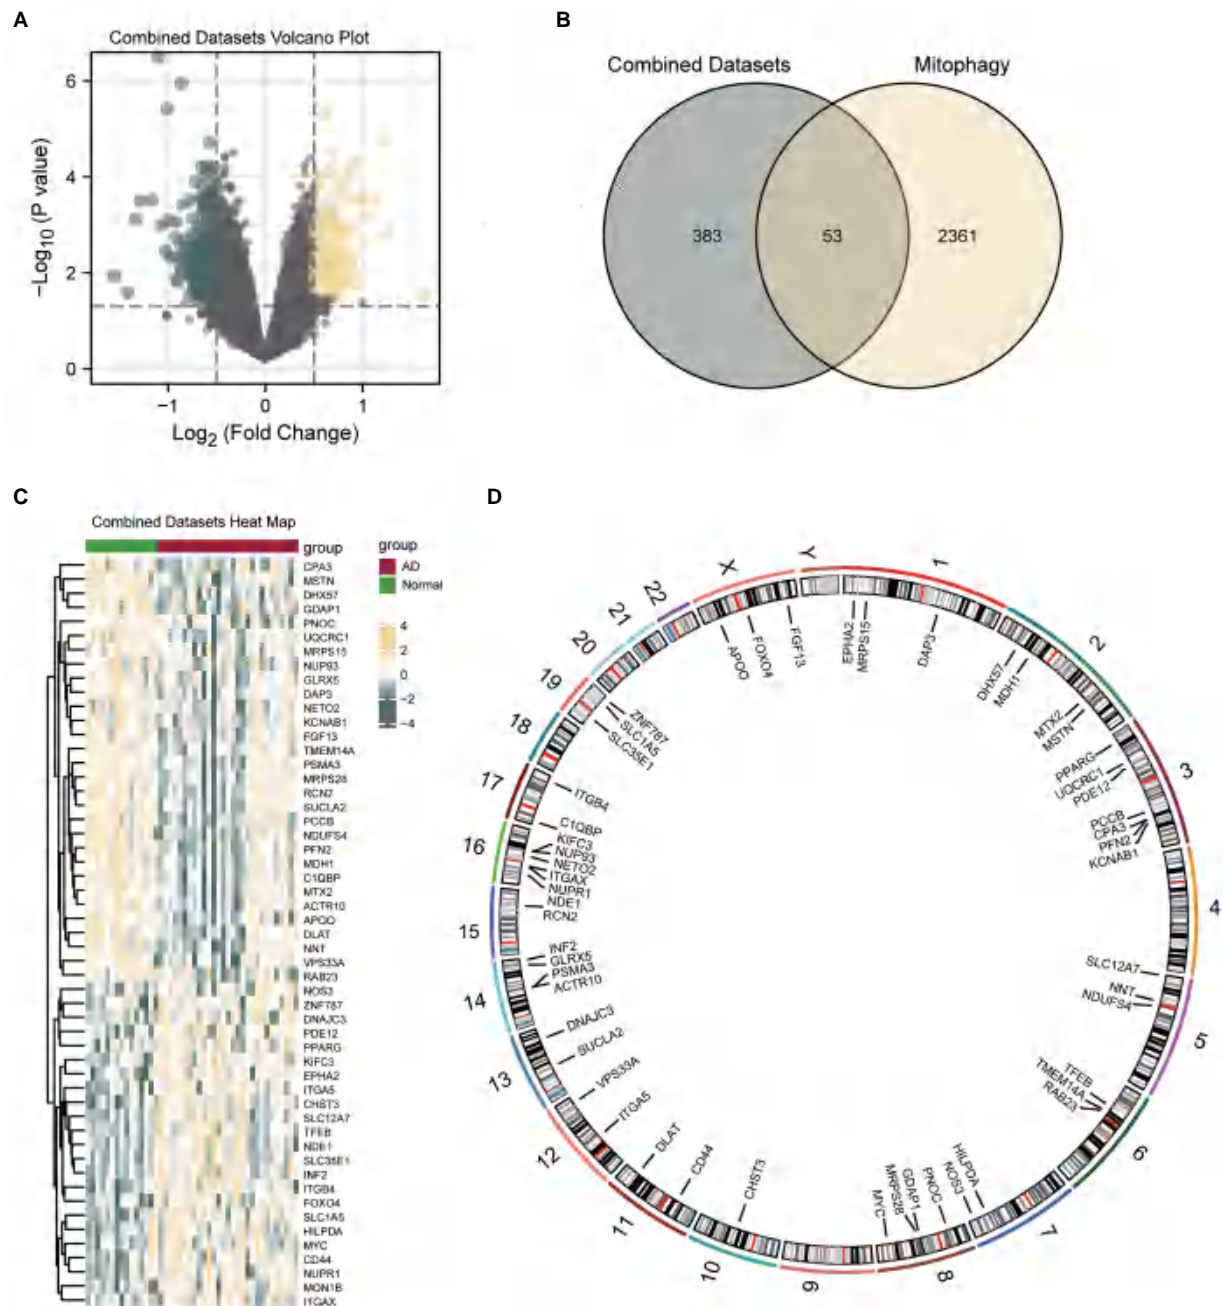 A
Combined Datasets Volcano Plot
−Log10 (P value)
6
4
2
0
−1
0
1
Log2 (Fold Change)
B
Combined Datasets
Mitophagy
383
53
2361
C
Combined Datasets Heat Map
group
CPA3
MSTN
DHX57
GDAP1
PNOC
UQCRC1
MRPS15
NUP93
GLRX5
DAP3
NETO2
KCNAB1
FGF13
TMEM14A
PSMA3
MRPS28
RCN2
SUCLA2
PCCB
NDUFS4
PFN2
MDH1
C1QBP
MTX2
ACTR10
APOO
DLAT
NNT
VPS33A
RAB23
NOS3
ZNF787
DNAJC3
PDE12
PPARG
KIFC3
EPHA2
ITGA5
CHST3
SLC12A7
TFEB
NDE1
SLC35E1
INF2
ITGB4
FOXO4
SLC1A5
HILPDA
MYC
CD44
NUPR1
MON1B
ITGAX
group
AD
Normal
4
2
0
−2
−4
D
1
2
3
4
5
6
7
8
9
10
11
12
13
14
15
16
17
18
19
20
21
22
X
Y
EPHA2
MRPS15
DAP3
DHX57
MDH1
MTX2
MSTN
PPARG
UQCRC1
PDE12
PCCB
CPA3
PFN2
KCNAB1
SLC12A7
NNT
NDUFS4
TFEB
TMEM14A
RAB23
HILPDA
NOS3
PNOC
GDAP1
MRPS28
MYC
CHST3
CD44
DLAT
ITGA5
VPS33A
SUCLA2
DNAJC3
ACTR10
PSMA3
GLRX5
INF2
RCN2
NDE1
NUPR1
ITGAX
NETO2
NUP93
KIFC3
C1QBP
ITGB4
SLC35E1
SLC1A5
ZNF787
APOO
FOXO4
FGF13